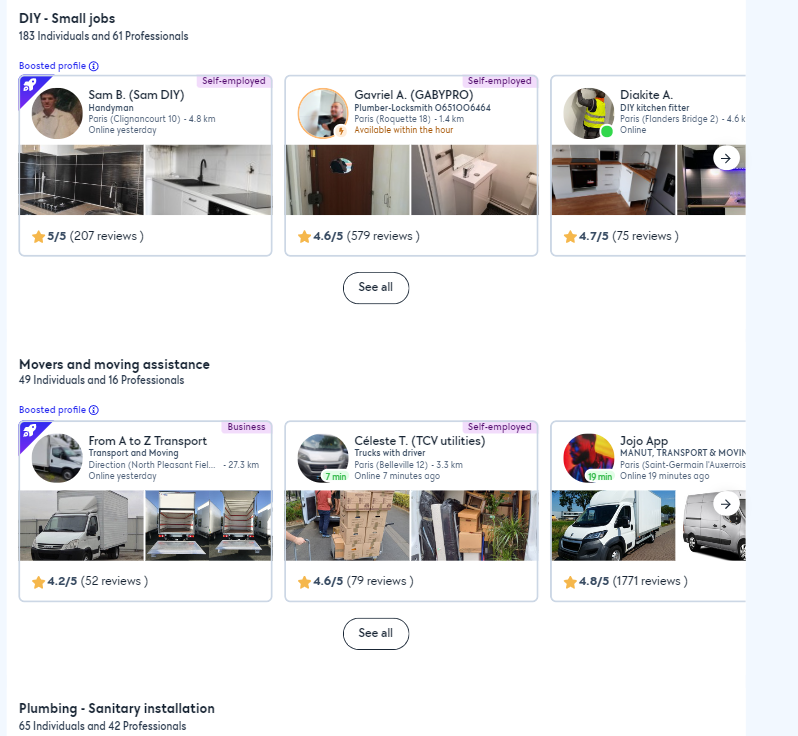 DIY - Small jobs
183 Individuals and 61 Professionals
Boosted profile
Self-employed
Sam B. (Sam DIY)
Handyman
Paris (Clignancourt 10) - 4.8 km
Online yesterday
5/5 (207 reviews )
Self-employed
Gavriel A. (GABYPRO)
Plumber-Locksmith 0651006464
Paris (Roquette 18) - 1.4 km
Available within the hour
4.6/5 (579 reviews )
Diakite A.
DIY kitchen fitter
Paris (Flanders Bridge 2) - 4.6 k
Online
4.7/5 (75 reviews )
See all
Movers and moving assistance
49 Individuals and 16 Professionals
Boosted profile
Business
From A to Z Transport
Transport and Moving
Direction (North Pleasant Fiel... - 27.3 km
Online yesterday
4.2/5 (52 reviews )
Self-employed
Céleste T. (TCV utilities)
Trucks with driver
Paris (Belleville 12) - 3.3 km
7 min
Online 7 minutes ago
4.6/5 (79 reviews )
Jojo App
MANUT, TRANSPORT & MOVIN
Paris (Saint-Germain l'Auxerrois
19 min
Online 19 minutes ago
4.8/5 (1771 reviews )
See all
Plumbing - Sanitary installation
65 Individuals and 42 Professionals